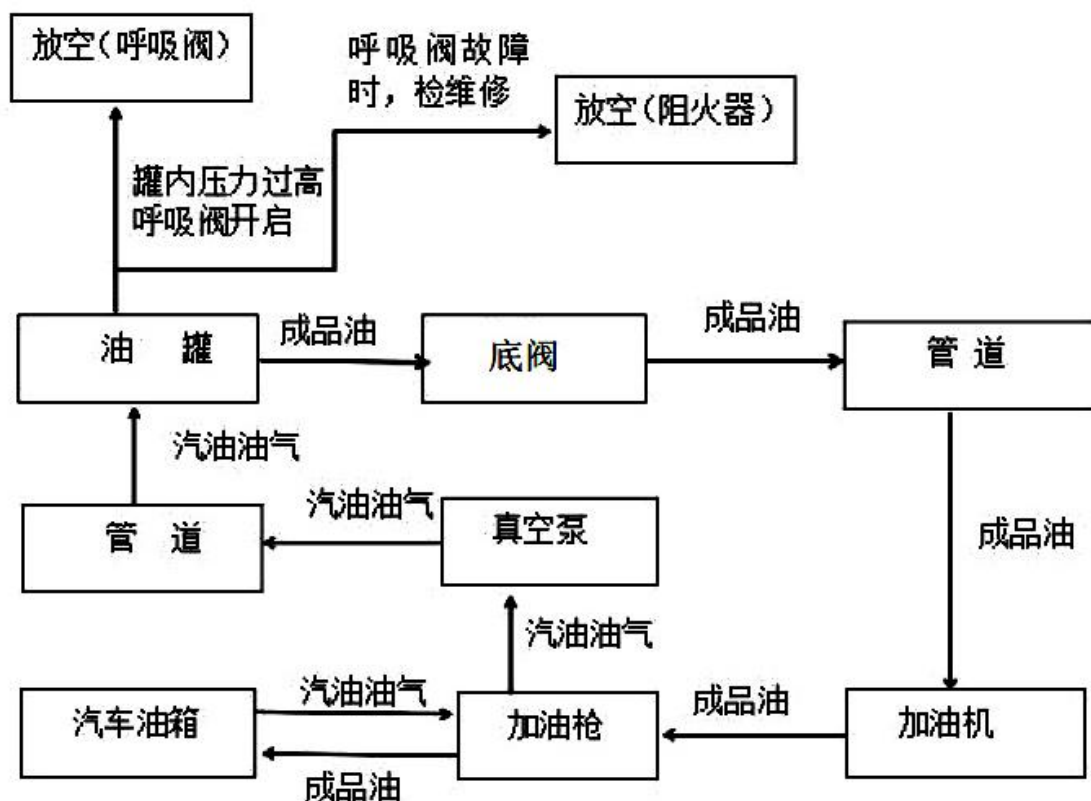 放空（呼吸阀）
呼吸阀故障
时，检维修
放空（阻火器）
罐内压力过高
呼吸阀开启
油 罐
成品油
底阀
成品油
管 道
汽油油气
管 道
汽油油气
真空泵
成品油
汽油油气
汽车油箱
汽油油气
成品油
加油枪
成品油
加油机